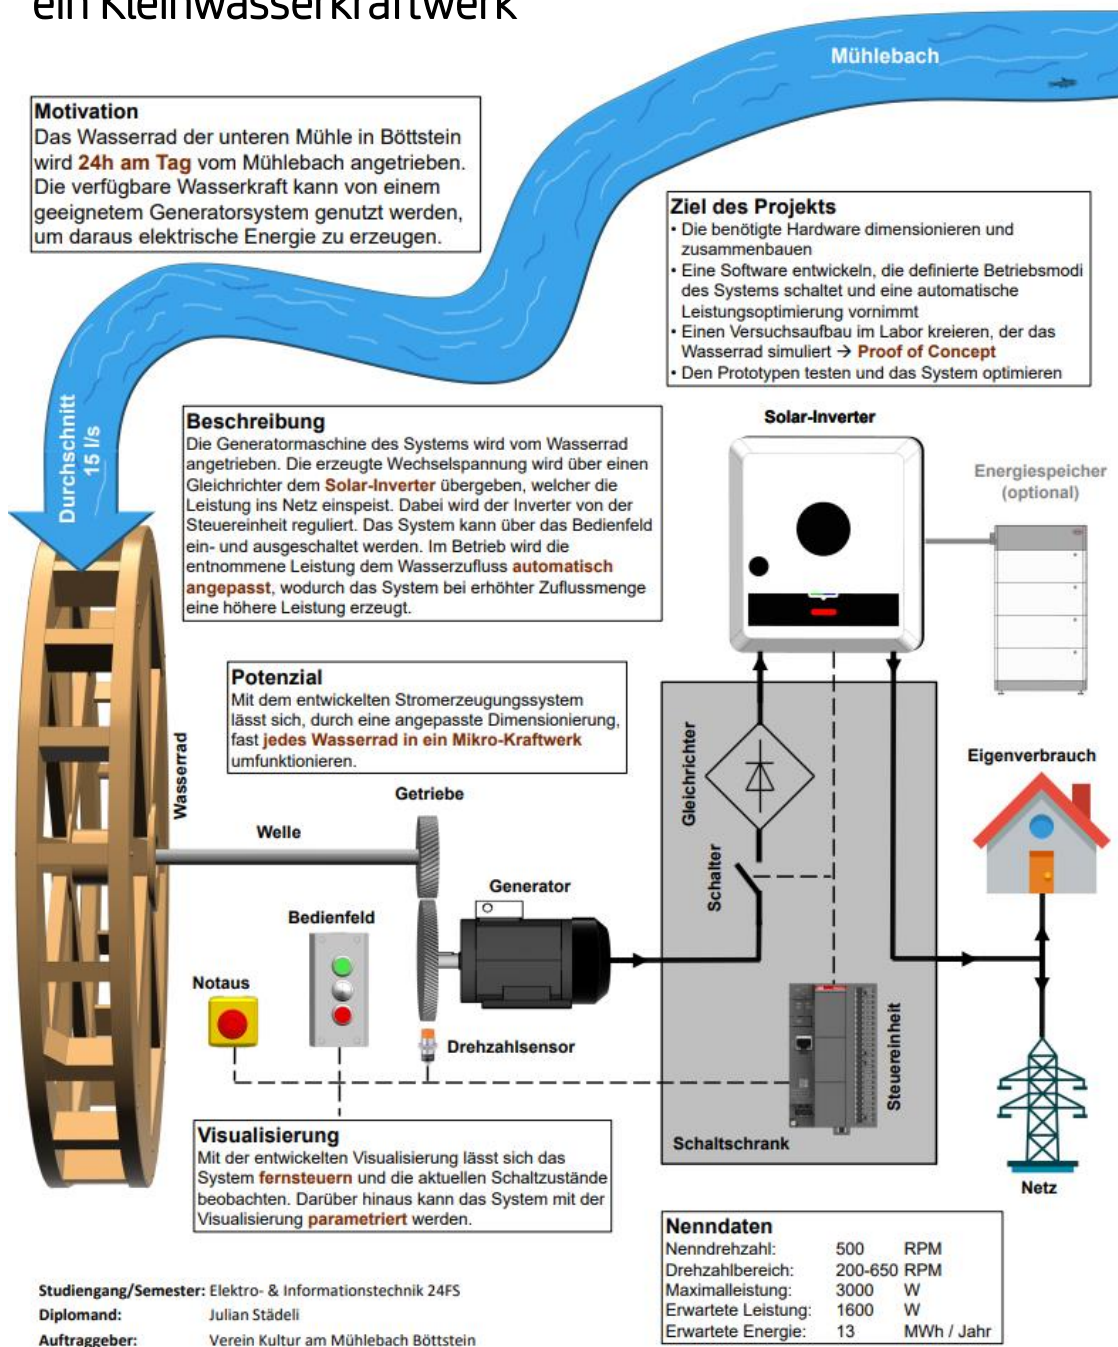 ein Kleinwasserkraftwerk
Mühlebach
Motivation
Das Wasserrad der unteren Mühle in Böttstein
wird 24h am Tag vom Mühlebach angetrieben.
Die verfügbare Wasserkraft kann von einem
geeignetem Generatorsystem genutzt werden,
um daraus elektrische Energie zu erzeugen.
Ziel des Projekts
• Die benötigte Hardware dimensionieren und
zusammenbauen
• Eine Software entwickeln, die definierte Betriebsmodi
des Systems schaltet und eine automatische
Leistungsoptimierung vornimmt
• Einen Versuchsaufbau im Labor kreieren, der das
Wasserrad simuliert → Proof of Concept
• Den Prototypen testen und das System optimieren
Durchschnitt
15 l/s
Beschreibung
Die Generatormaschine des Systems wird vom Wasserrad
angetrieben. Die erzeugte Wechselspannung wird über einen
Gleichrichter dem Solar-Inverter übergeben, welcher die
Leistung ins Netz einspeist. Dabei wird der Inverter von der
Steuereinheit reguliert. Das System kann über das Bedienfeld
ein- und ausgeschaltet werden. Im Betrieb wird die
entnommene Leistung dem Wasserzufluss automatisch
angepasst, wodurch das System bei erhöhter Zuflussmenge
eine höhere Leistung erzeugt.
Solar-Inverter
Energiespeicher
(optional)
Potenzial
Mit dem entwickelten Stromerzeugungssystem
lässt sich, durch eine angepasste Dimensionierung,
fast jedes Wasserrad in ein Mikro-Kraftwerk
umfunktionieren.
Wasserrad
Welle
Getriebe
Generator
Bedienfeld
Notaus
Drehzahlsensor
Gleichrichter
Schalter
Steuereinheit
Schaltschrank
Eigenverbrauch
Netz
Visualisierung
Mit der entwickelten Visualisierung lässt sich das
System fernsteuern und die aktuellen Schaltzustände
beobachten. Darüber hinaus kann das System mit der
Visualisierung parametriert werden.
Nenndaten
Nenndrehzahl: 500 RPM
Drehzahlbereich: 200-650 RPM
Maximalleistung: 3000 W
Erwartete Leistung: 1600 W
Erwartete Energie: 13 MWh / Jahr
Studiengang/Semester: Elektro- & Informationstechnik 24FS
Diplomand: Julian Städeli
Auftraggeber: Verein Kultur am Mühlebach Böttstein